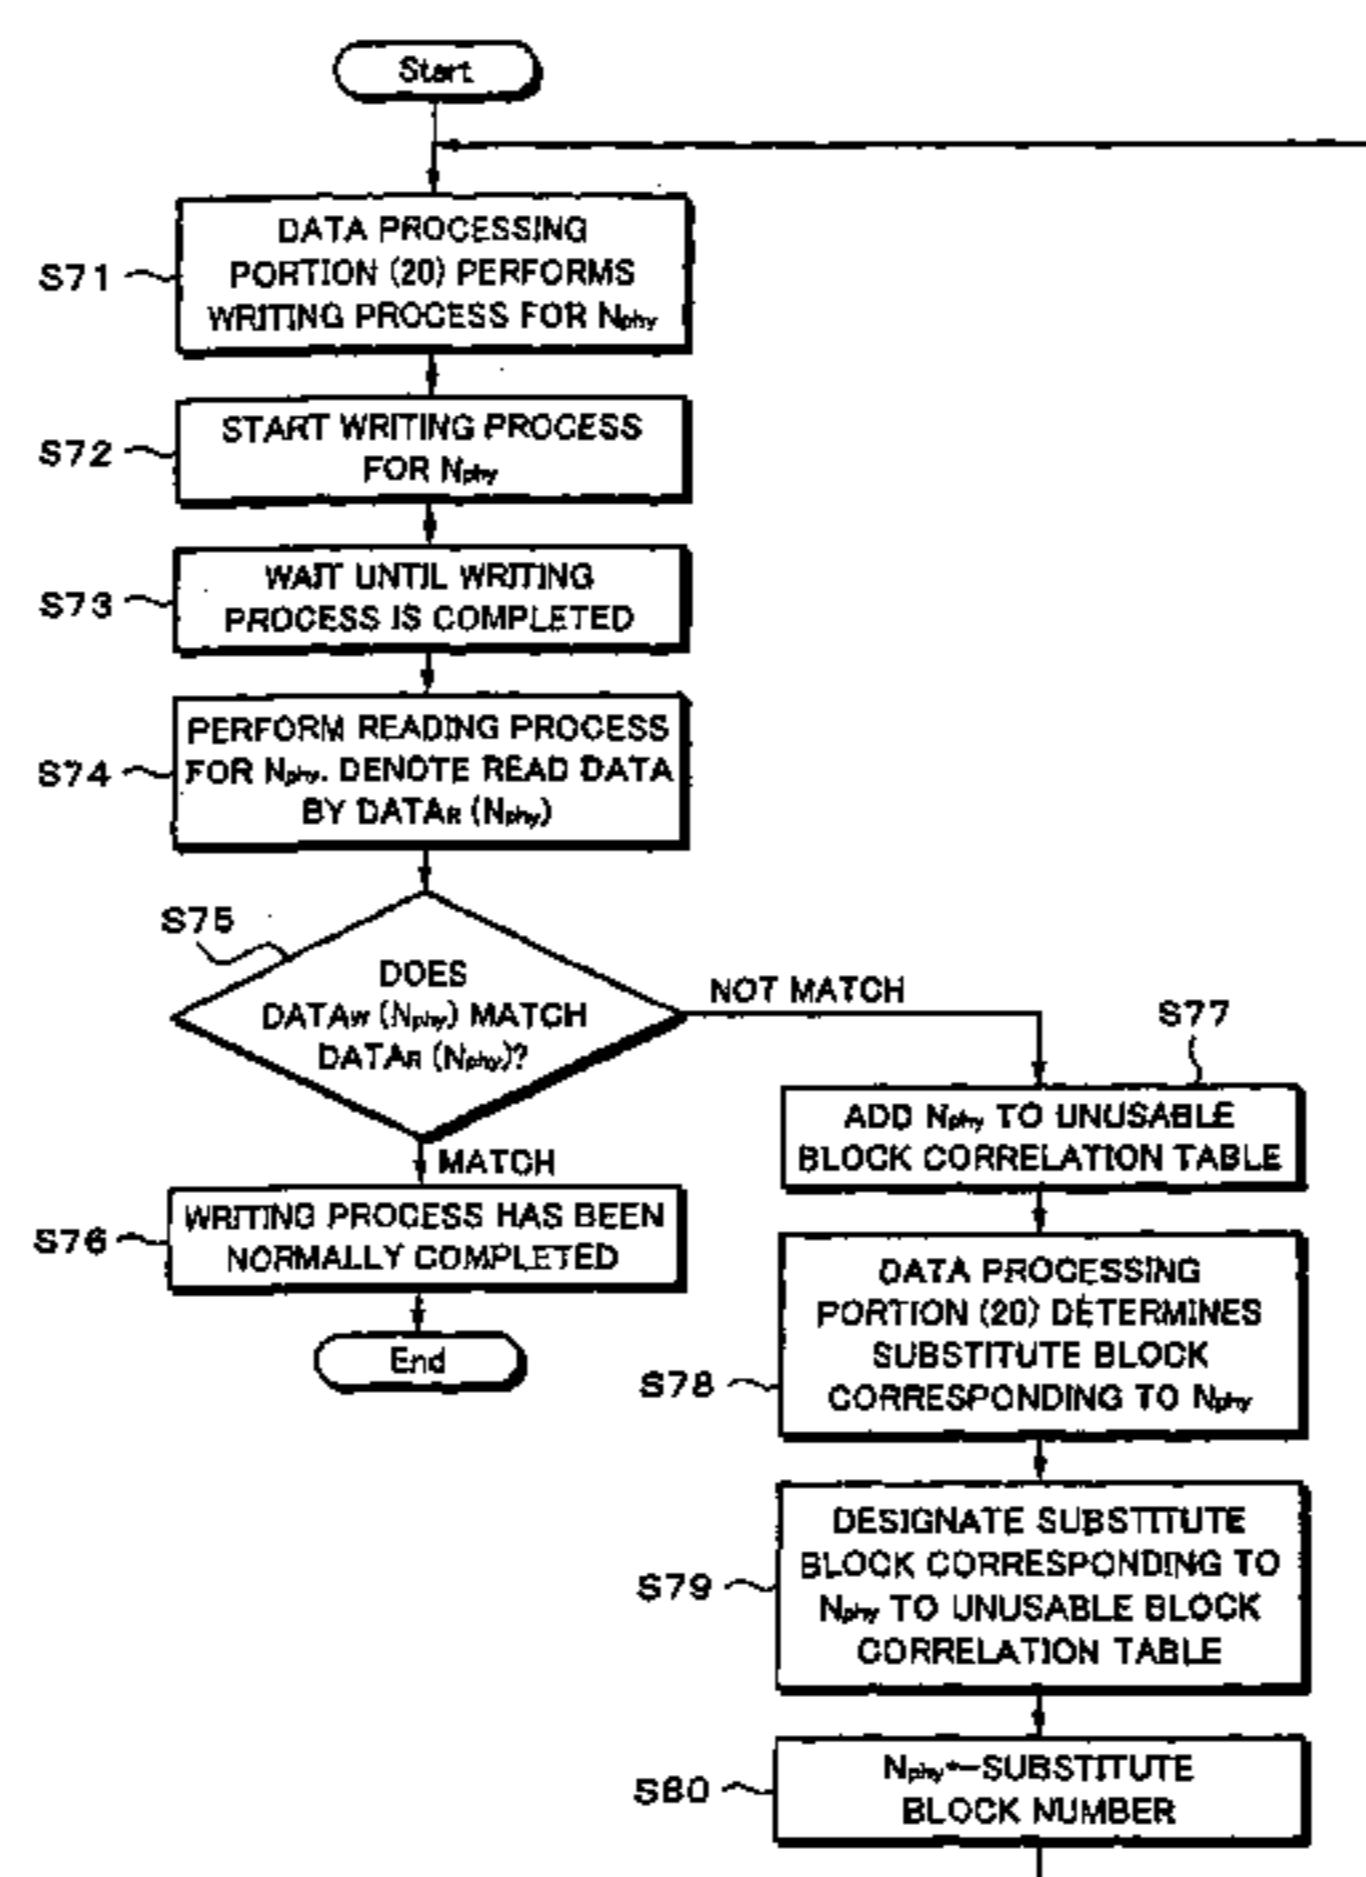 Start
S71
DATA PROCESSING
PORTION (20) PERFORMS
WRITING PROCESS FOR Nphy
S72
START WRITING PROCESS
FOR Nphy
S73
WAIT UNTIL WRITING
PROCESS IS COMPLETED
S74
PERFORM READING PROCESS
FOR Nphy. DENOTE READ DATA
BY DATAR (Nphy)
S75
DOES
DATAW (Nphy) MATCH
DATAR (Nphy)?
NOT MATCH
MATCH
S76
WRITING PROCESS HAS BEEN
NORMALLY COMPLETED
End
S77
ADD Nphy TO UNUSABLE
BLOCK CORRELATION TABLE
S78
DATA PROCESSING
PORTION (20) DETERMINES
SUBSTITUTE BLOCK
CORRESPONDING TO Nphy
S79
DESIGNATE SUBSTITUTE
BLOCK CORRESPONDING TO
Nphy TO UNUSABLE BLOCK
CORRELATION TABLE
S80
Nphy←SUBSTITUTE
BLOCK NUMBER